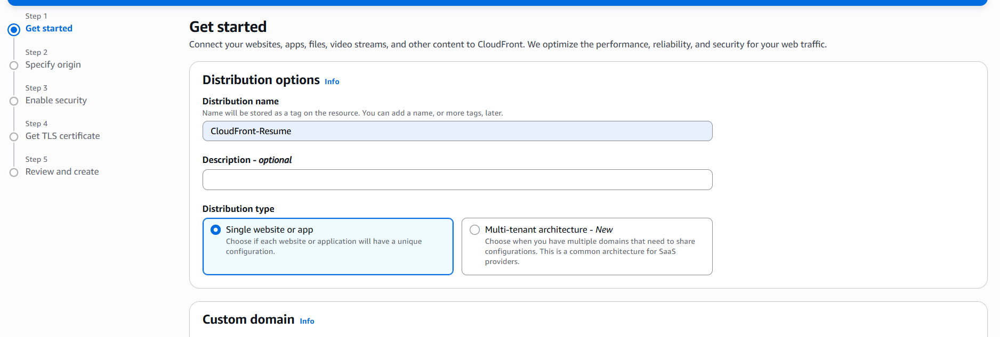 Step 1
Get started
Step 2
Specify origin
Step 3
Enable security
Step 4
Get TLS certificate
Step 5
Review and create
Get started
Connect your websites, apps, files, video streams, and other content to CloudFront. We optimize the performance, reliability, and security for your web traffic.
Distribution options Info
Distribution name
Name will be stored as a tag on the resource. You can add a name, or more tags, later.
CloudFront-Resume
Description - optional
Distribution type
Single website or app
Choose if each website or application will have a unique
configuration.
Multi-tenant architecture - New
Choose when you have multiple domains that need to share
configurations. This is a common architecture for SaaS
providers.
Custom domain Info